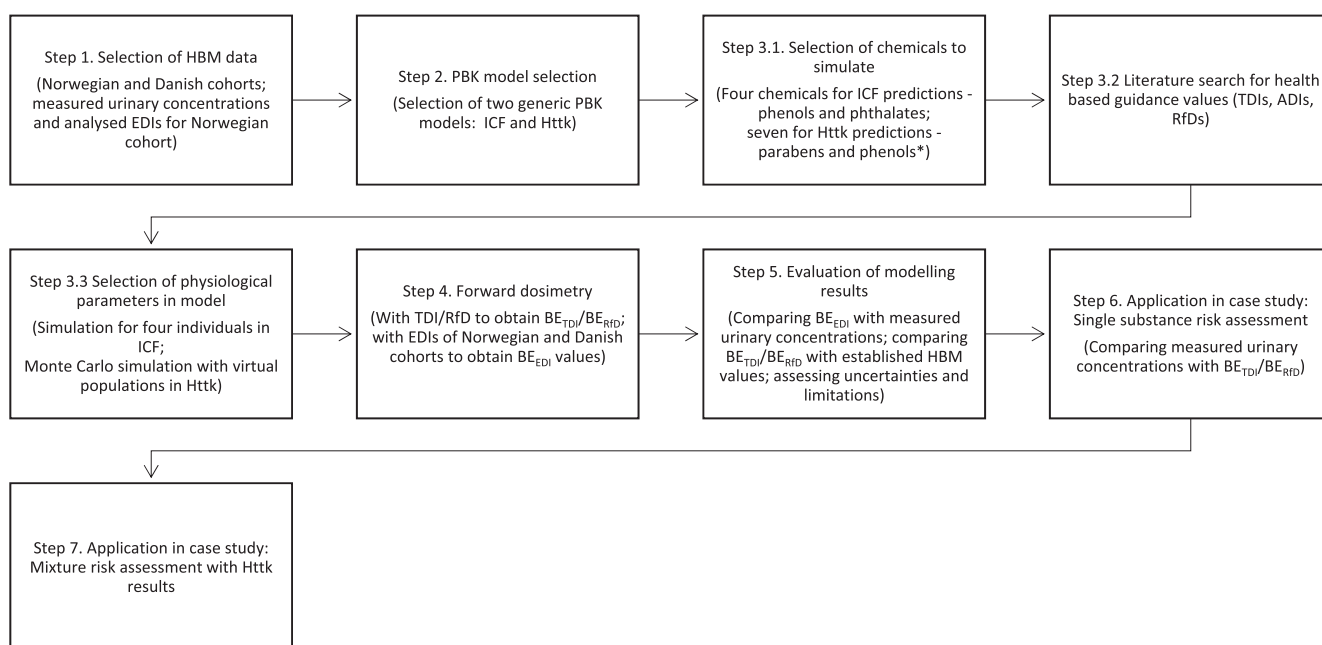 Step 1. Selection of HBM data
(Norwegian and Danish cohorts;
measured urinary concentrations
and analysed EDIs for Norwegian
cohort)
Step 2. PBK model selection
(Selection of two generic PBK
models:  ICF and Httk)
Step 3.1. Selection of chemicals to
simulate
(Four chemicals for ICF predictions -
phenols and phthalates;
seven for Httk predictions -
parabens and phenols*)
Step 3.2 Literature search for health
based guidance values (TDIs, ADIs,
RfDs)
Step 3.3 Selection of physiological
parameters in model
(Simulation for four individuals in
ICF;
Monte Carlo simulation with virtual
populations in Httk)
Step 4. Forward dosimetry
(With TDI/RfD to obtain BE_TDI/BE_RfD;
with EDIs of Norwegian and Danish
cohorts to obtain BE_EDI values)
Step 5. Evaluation of modelling
results
(Comparing BE_EDI with measured
urinary concentrations; comparing
BE_TDI/BE_RfD with established HBM
values; assessing uncertainties and
limitations)
Step 6. Application in case study:
Single substance risk assessment
(Comparing measured urinary
concentrations with BE_TDI/BE_RfD)
Step 7. Application in case study:
Mixture risk assessment with Httk
results